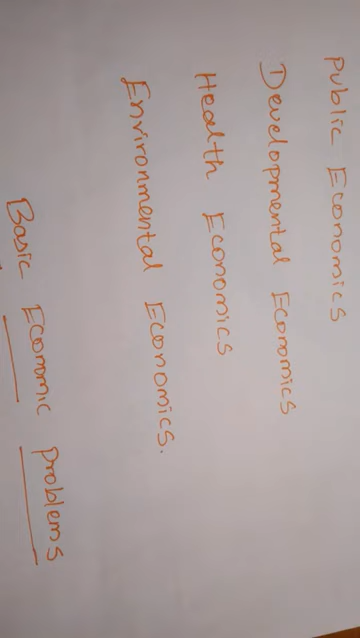 Public Economics
Developmental Economics
Health Economics
Environmental Economics.
Basic Economic Problems